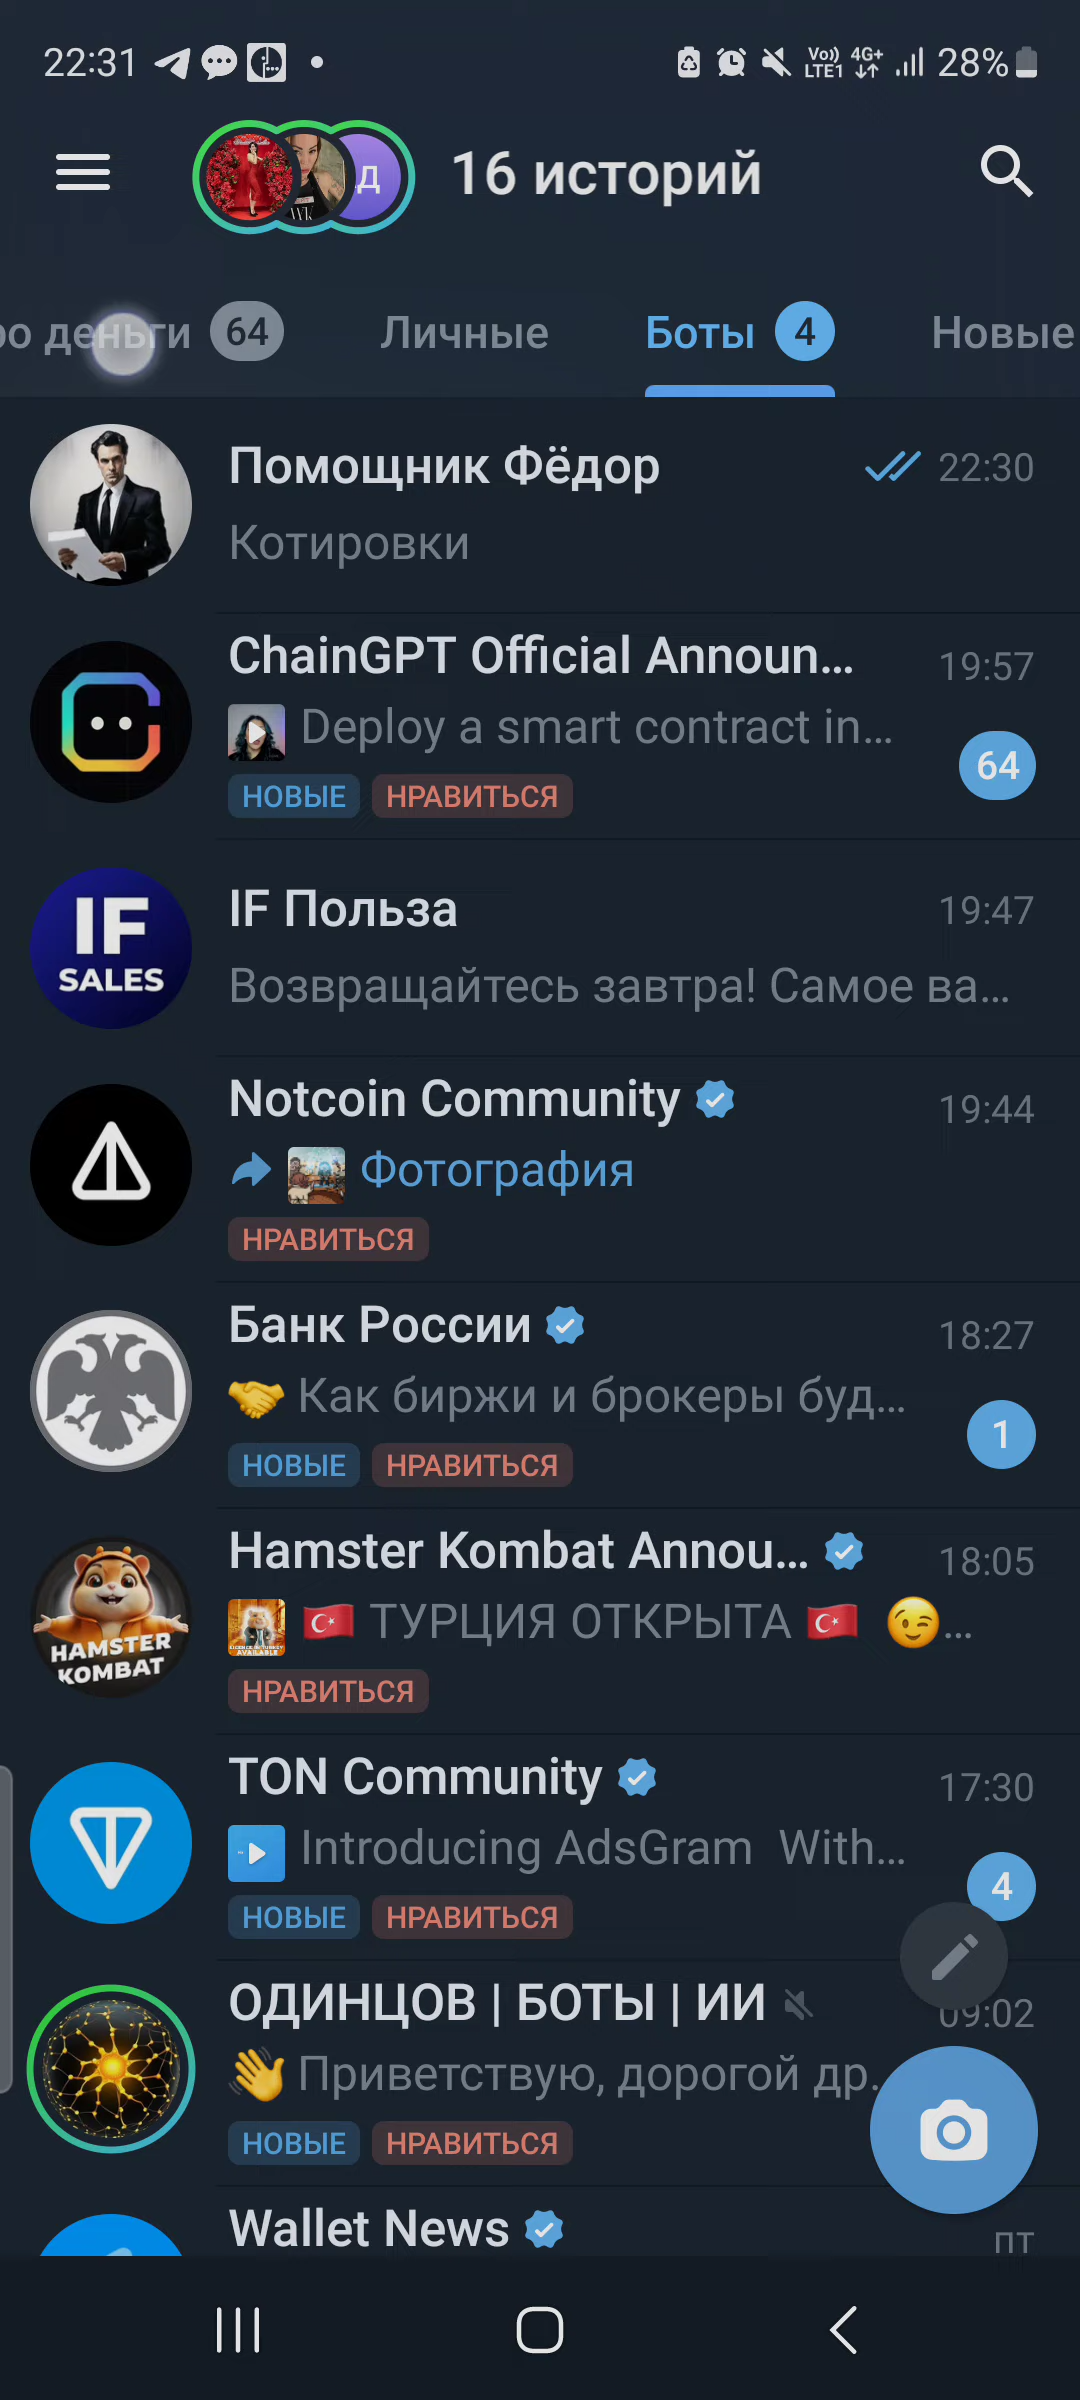 22:31 Vo)) LTE1 4G+ 28%
16 историй
ро деньги 64 Личные Боты 4 Новые
Помощник Фёдор 22:30
Котировки
ChainGPT Official Announ... 19:57
Deploy a smart contract in... 64
НОВЫЕ НРАВИТЬСЯ
IF SALES
IF Польза 19:47
Возвращайтесь завтра! Самое ва...
Notcoin Community 19:44
Фотография
НРАВИТЬСЯ
Банк России 18:27
Как биржи и брокеры буд... 1
НОВЫЕ НРАВИТЬСЯ
HAMSTER KOMBAT
Hamster Kombat Annou... 18:05
🇹🇷 ТУРЦИЯ ОТКРЫТА 🇹🇷 😉...
НРАВИТЬСЯ
TON Community 17:30
Introducing AdsGram With... 4
НОВЫЕ НРАВИТЬСЯ
ОДИНЦОВ | БОТЫ | ИИ 09:02
👋 Приветствую, дорогой др.
НОВЫЕ НРАВИТЬСЯ
Wallet News пт